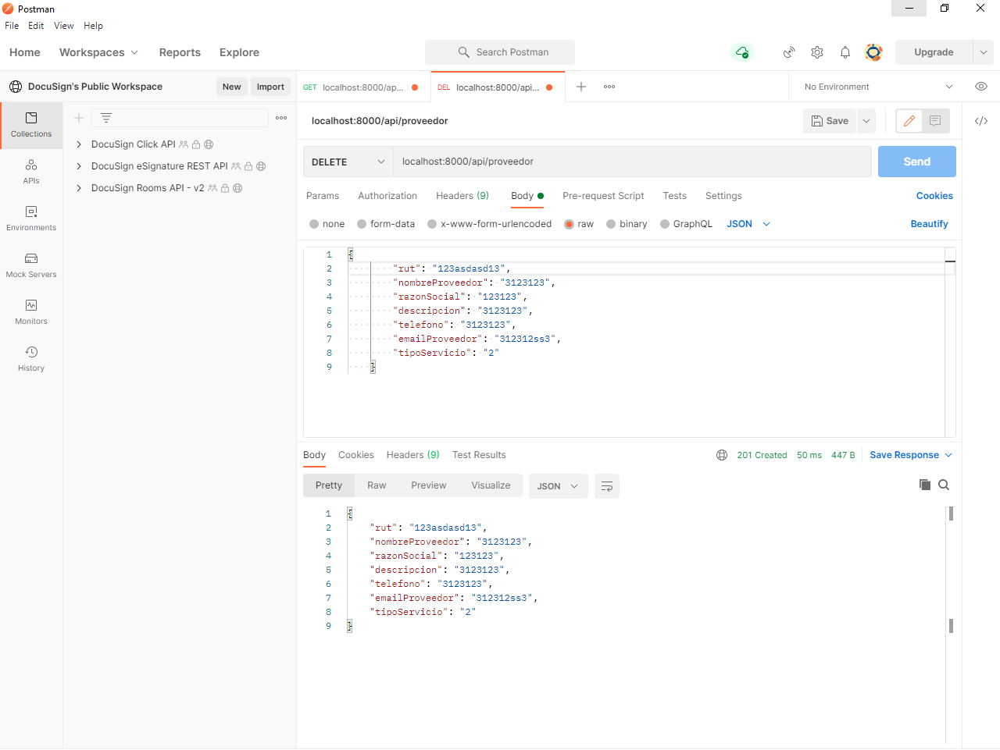 Postman
File Edit View Help
Home Workspaces Reports Explore Search Postman Upgrade
DocuSign's Public Workspace New Import GET localhost:8000/ap... DEL localhost:8000/api... No Environment
Collections
APIs
Environments
Mock Servers
Monitors
History
DocuSign Click API
DocuSign eSignature REST API
DocuSign Rooms API - v2
localhost:8000/api/proveedor Save
DELETE localhost:8000/api/proveedor Send
Params Authorization Headers (9) Body Pre-request Script Tests Settings Cookies
none form-data x-www-form-urlencoded raw binary GraphQL JSON Beautify
1 {
2 "rut": "123asdasd13",
3 "nombreProveedor": "3123123",
4 "razonSocial": "123123",
5 "descripcion": "3123123",
6 "telefono": "3123123",
7 "emailProveedor": "312312ss3",
8 "tipoServicio": "2"
9 }
Body Cookies Headers (9) Test Results 201 Created 50 ms 447 B Save Response
Pretty Raw Preview Visualize JSON
1 {
2 "rut": "123asdasd13",
3 "nombreProveedor": "3123123",
4 "razonSocial": "123123",
5 "descripcion": "3123123",
6 "telefono": "3123123",
7 "emailProveedor": "312312ss3",
8 "tipoServicio": "2"
9 }